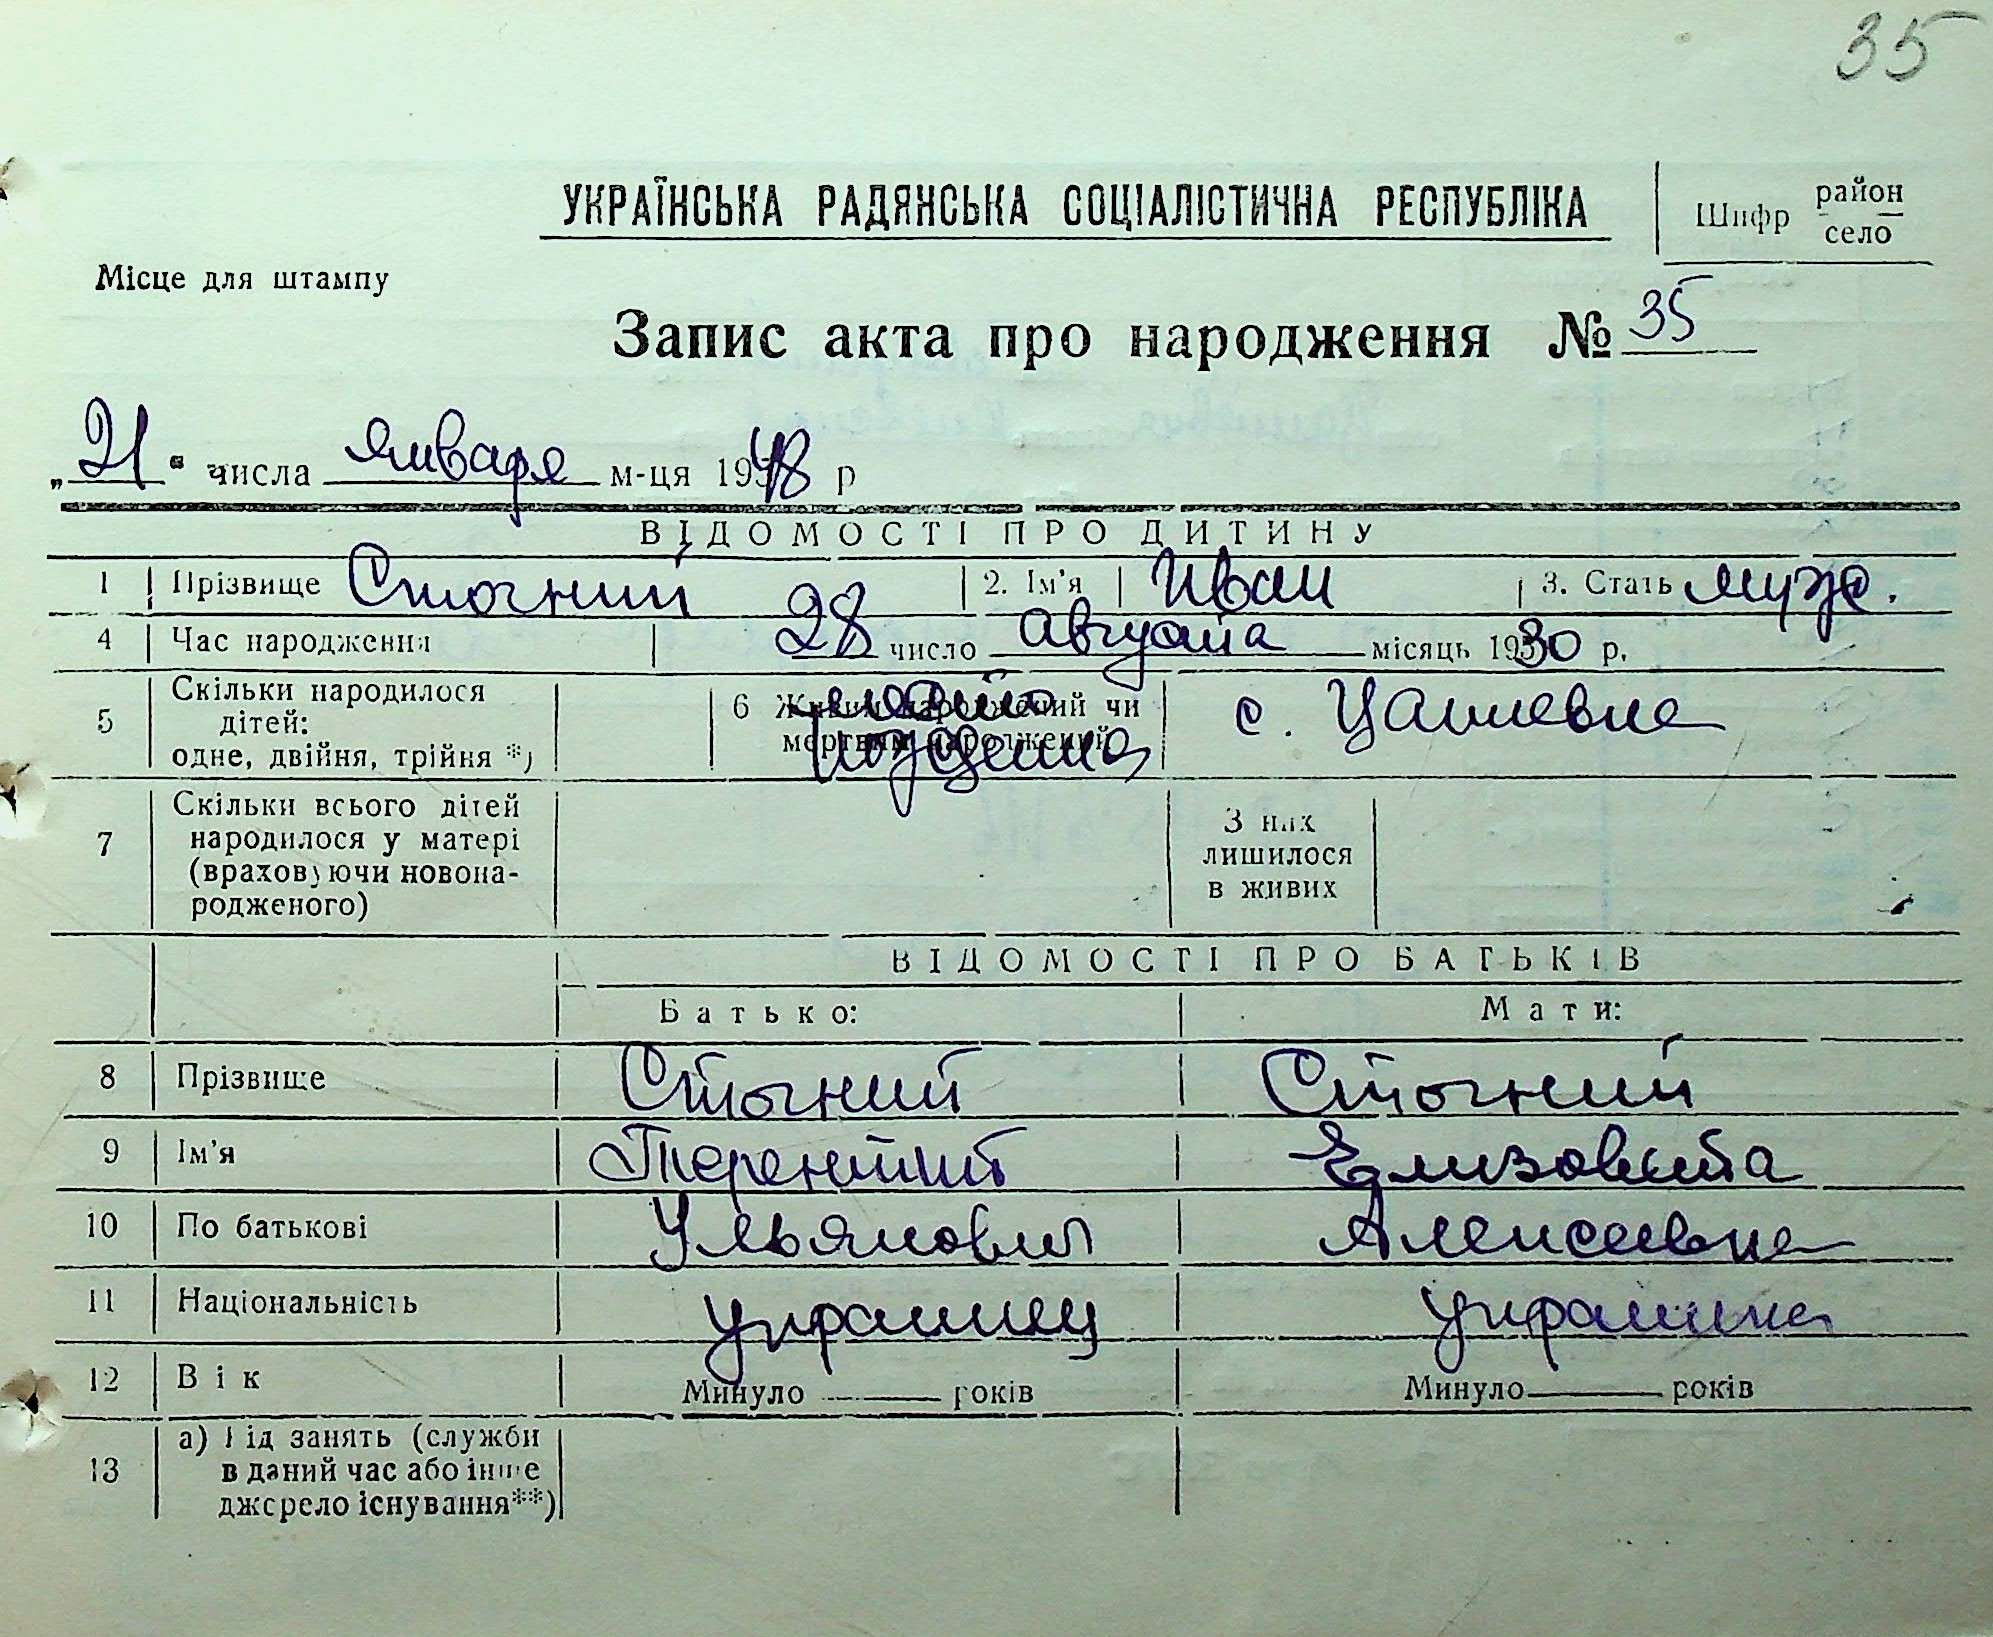 35
УКРАЇНСЬКА РАДЯНСЬКА СОЦІАЛІСТИЧНА РЕСПУБЛІКА
Шифр район село
Місце для штампу
Запис акта про народження № 35
„21“ числа января м-ця 1948 р
ВІДОМОСТІ ПРО ДИТИНУ
1 Прізвище Стогний 2. Ім'я Иван 3. Стать муж.
4 Час народження 28 число августа місяць 1930 р.
5 Скільки народилося дітей: одне, двійня, трійня *) 6 Живим народжений чи мертвим народжений место рождения с.
7 Скільки всього дітей народилося у матері (враховуючи новонародженого) З них лишилося в живих
ВІДОМОСТІ ПРО БАТЬКІВ
Батько: Мати:
8 Прізвище Стогний Стогний
9 Ім'я Терентий Елизовета
10 По батькові Ульянович Алексеевна
11 Національність украинец украинка
12 Вік Минуло — років Минуло — років
13 а) Рід занять (служби в даний час або інше джерело існування**)